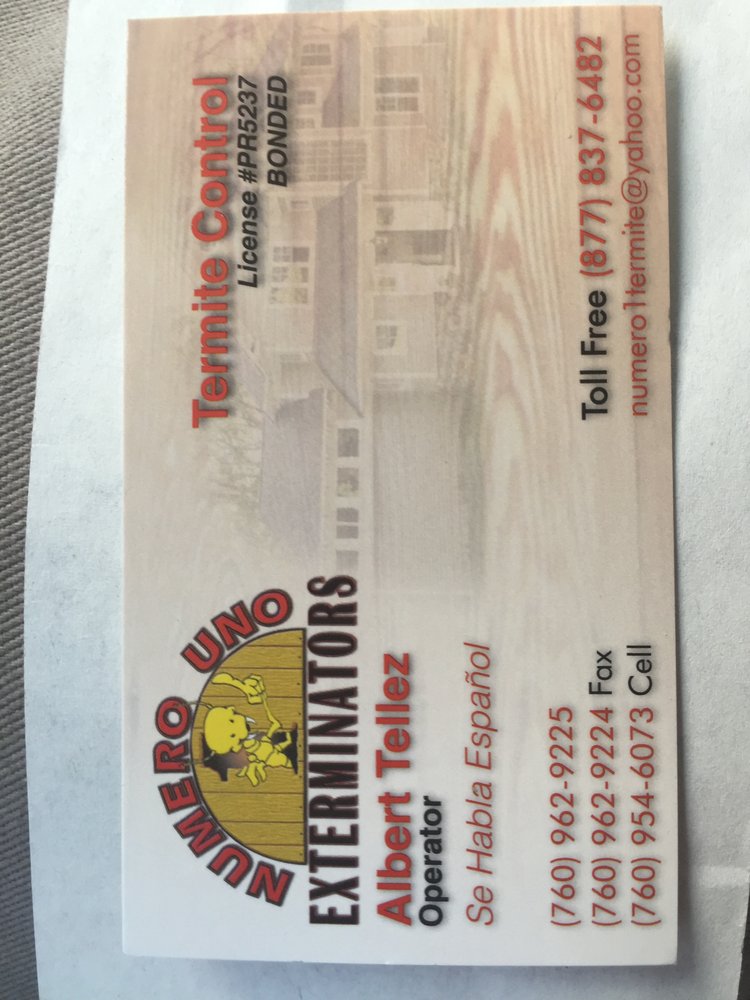 NUMERO UNO
EXTERMINATORS
Albert Tellez
Operator
Se Habla Español
(760) 962-9225
(760) 962-9224 Fax
(760) 954-6073 Cell
Termite Control
License #PR5237
BONDED
Toll Free (877) 837-6482
numero1termite@yahoo.com